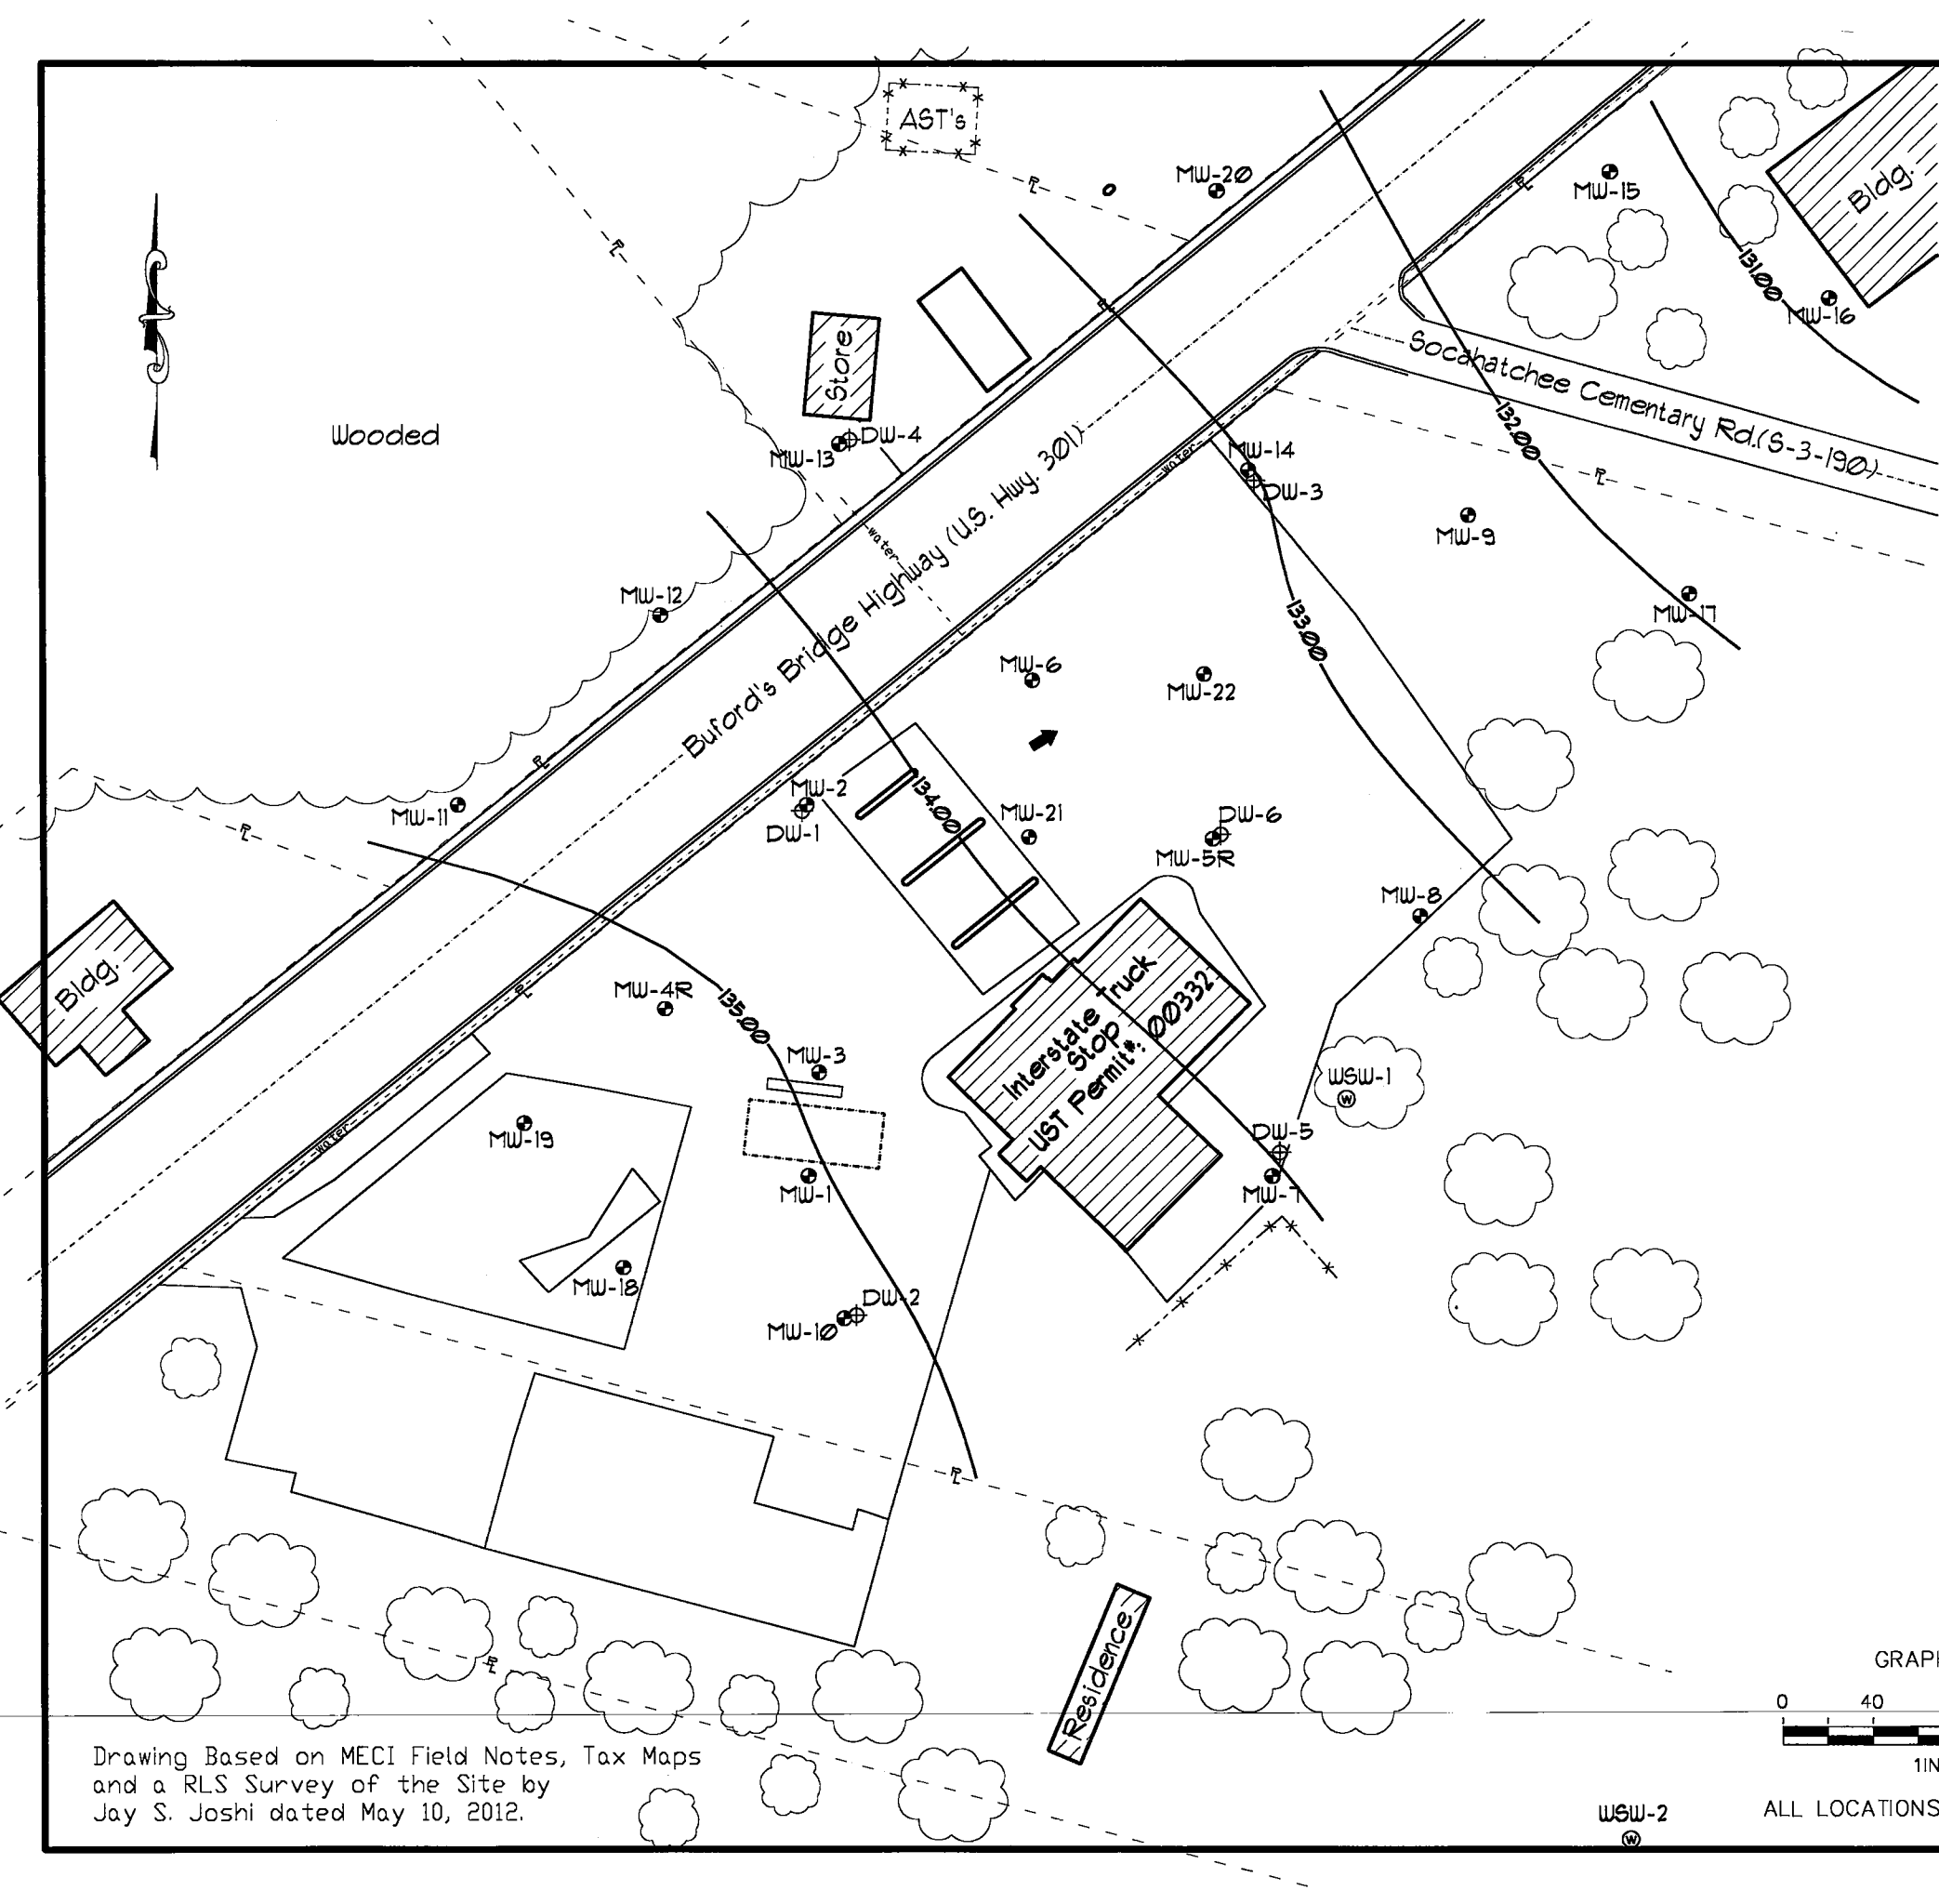 AST's
MW-20
MW-15
Bldg.
131.00
MW-16
Store
DW-4
MW-13
Wooded
MW-14
DW-3
Socahatchee Cementary Rd.(S-3-190)
132.00
MW-9
water
water
Buford's Bridge Highway (U.S. Hwy. 301)
MW-12
MW-17
133.00
MW-6
MW-22
MW-2
DW-1
134.00
MW-21
DW-6
MW-5R
MW-11
MW-8
Bldg.
MW-4R
135.00
MW-3
Interstate Truck
Stop
UST Permit#: 00332
WSW-1
W
MW-19
water
DW-5
MW-7
MW-1
MW-18
DW-2
MW-10
Residence
GRAPH
0 40
1IN
Drawing Based on MECI Field Notes, Tax Maps
and a RLS Survey of the Site by
Jay S. Joshi dated May 10, 2012.
WSW-2
W
ALL LOCATIONS